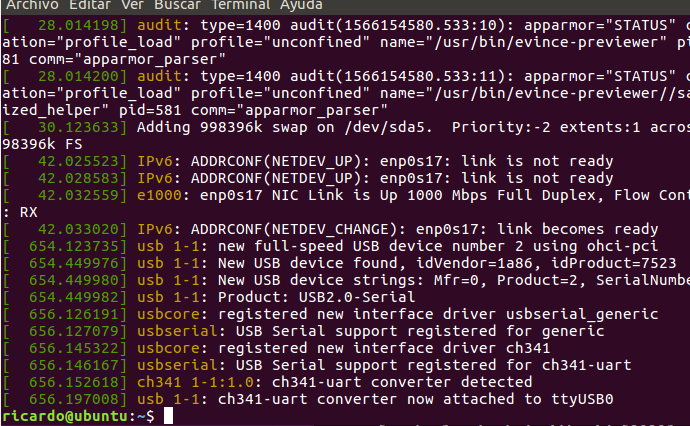 Archivo Editar Ver Buscar Terminal Ayuda
[   28.014198] audit: type=1400 audit(1566154580.533:10): apparmor="STATUS"
ation="profile_load" profile="unconfined" name="/usr/bin/evince-previewer"
81 comm="apparmor_parser"
[   28.014200] audit: type=1400 audit(1566154580.533:11): apparmor="STATUS"
ation="profile_load" profile="unconfined" name="/usr/bin/evince-previewer//sa
ized_helper" pid=581 comm="apparmor_parser"
[   30.123633] Adding 998396k swap on /dev/sda5.  Priority:-2 extents:1 acros
98396k FS
[   42.025523] IPv6: ADDRCONF(NETDEV_UP): enp0s17: link is not ready
[   42.028583] IPv6: ADDRCONF(NETDEV_UP): enp0s17: link is not ready
[   42.032559] e1000: enp0s17 NIC Link is Up 1000 Mbps Full Duplex, Flow Cont
: RX
[   42.033020] IPv6: ADDRCONF(NETDEV_CHANGE): enp0s17: link becomes ready
[  654.123735] usb 1-1: new full-speed USB device number 2 using ohci-pci
[  654.449976] usb 1-1: New USB device found, idVendor=1a86, idProduct=7523
[  654.449980] usb 1-1: New USB device strings: Mfr=0, Product=2, SerialNumbe
[  654.449982] usb 1-1: Product: USB2.0-Serial
[  656.126191] usbcore: registered new interface driver usbserial_generic
[  656.127079] usbserial: USB Serial support registered for generic
[  656.145322] usbcore: registered new interface driver ch341
[  656.146167] usbserial: USB Serial support registered for ch341-uart
[  656.152618] ch341 1-1:1.0: ch341-uart converter detected
[  656.197008] usb 1-1: ch341-uart converter now attached to ttyUSB0
ricardo@ubuntu:~$